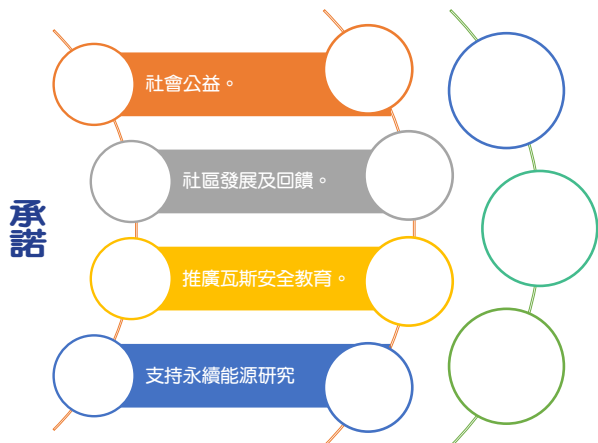 承諾
社會公益。
社區發展及回饋。
推廣瓦斯安全教育。
支持永續能源研究